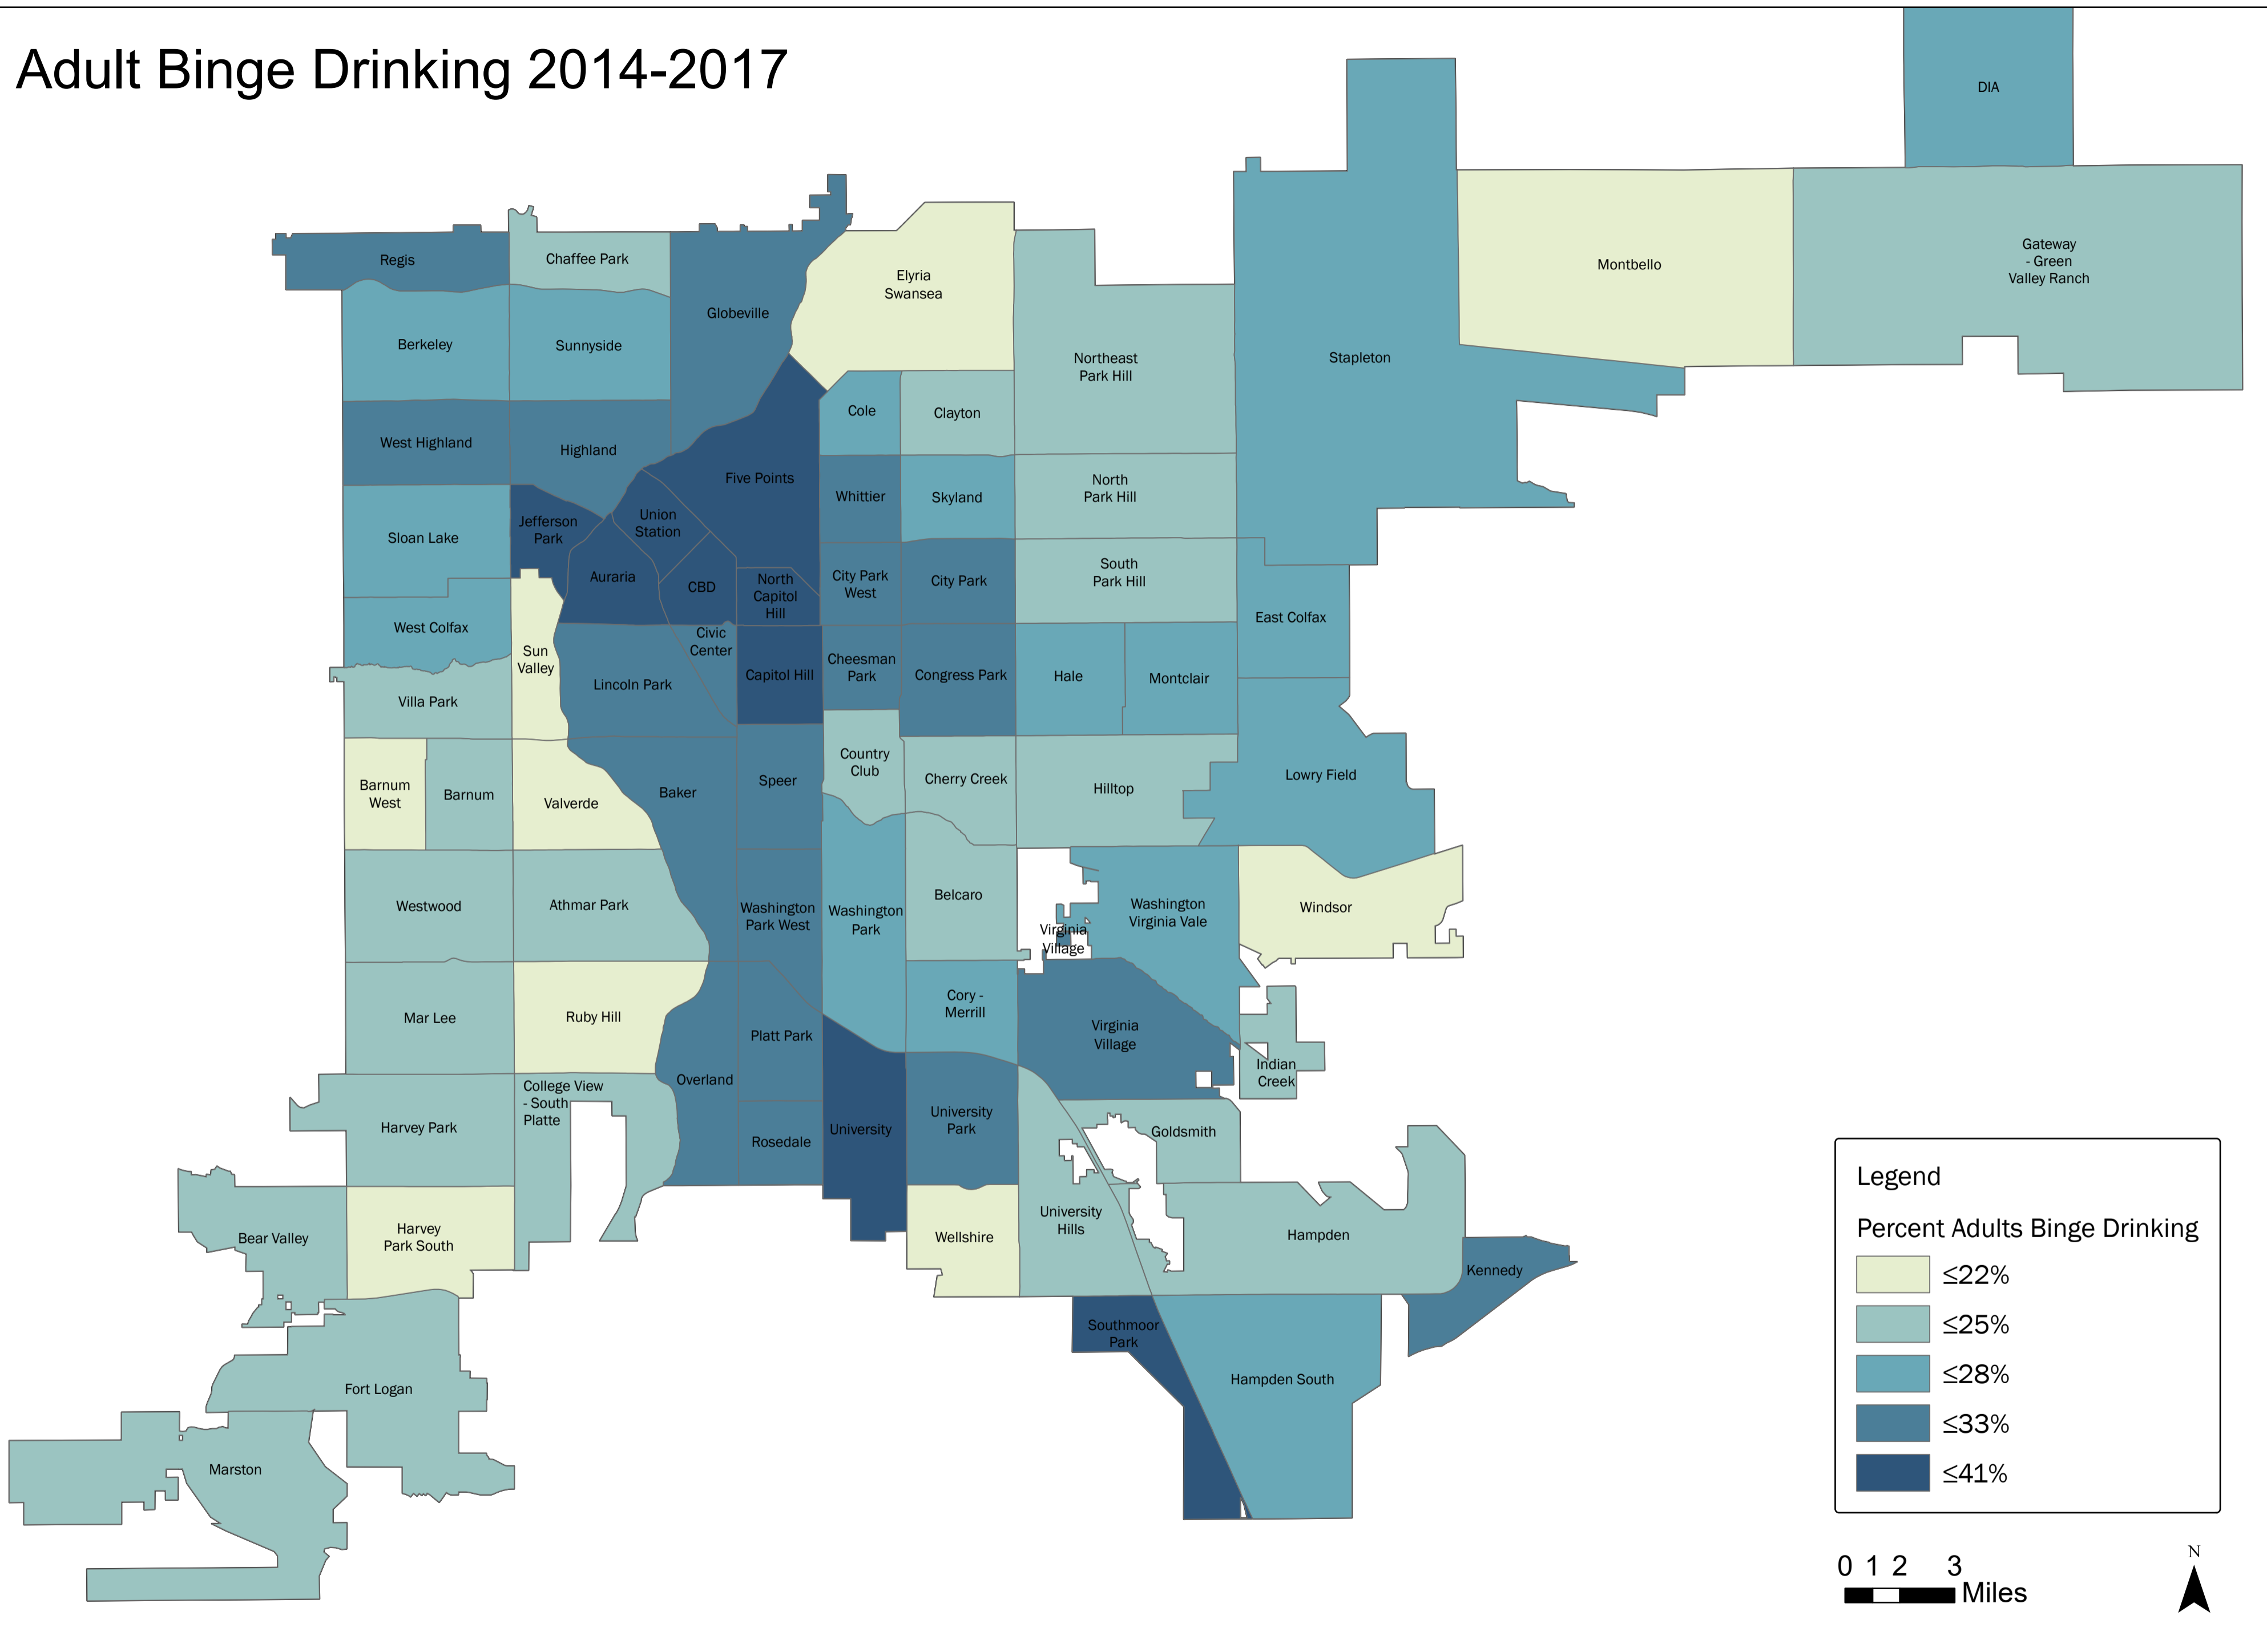 Adult Binge Drinking 2014-2017
DIA
Regis
Chaffee Park
Globeville
Elyria
Swansea
Montbello
Gateway
- Green
Valley Ranch
Berkeley
Sunnyside
Northeast
Park Hill
Stapleton
Cole
Clayton
West Highland
Highland
Five Points
Whittier
Skyland
North
Park Hill
Sloan Lake
Jefferson
Park
Union
Station
Auraria
CBD
North
Capitol
Hill
City Park
West
City Park
South
Park Hill
East Colfax
West Colfax
Sun
Valley
Civic
Center
Lincoln Park
Capitol Hill
Cheesman
Park
Congress Park
Hale
Montclair
Villa Park
Barnum
West
Barnum
Valverde
Baker
Speer
Country
Club
Cherry Creek
Hilltop
Lowry Field
Westwood
Athmar Park
Washington
Park West
Washington
Park
Belcaro
Virginia
Village
Washington
Virginia Vale
Windsor
Mar Lee
Ruby Hill
Platt Park
Cory -
Merrill
Virginia
Village
Indian
Creek
Overland
College View
- South
Platte
Harvey Park
Rosedale
University
University
Park
Goldsmith
Bear Valley
Harvey
Park South
Wellshire
University
Hills
Hampden
Kennedy
Southmoor
Park
Hampden South
Fort Logan
Marston
Legend
Percent Adults Binge Drinking
≤22%
≤25%
≤28%
≤33%
≤41%
0 1 2 3
Miles
N